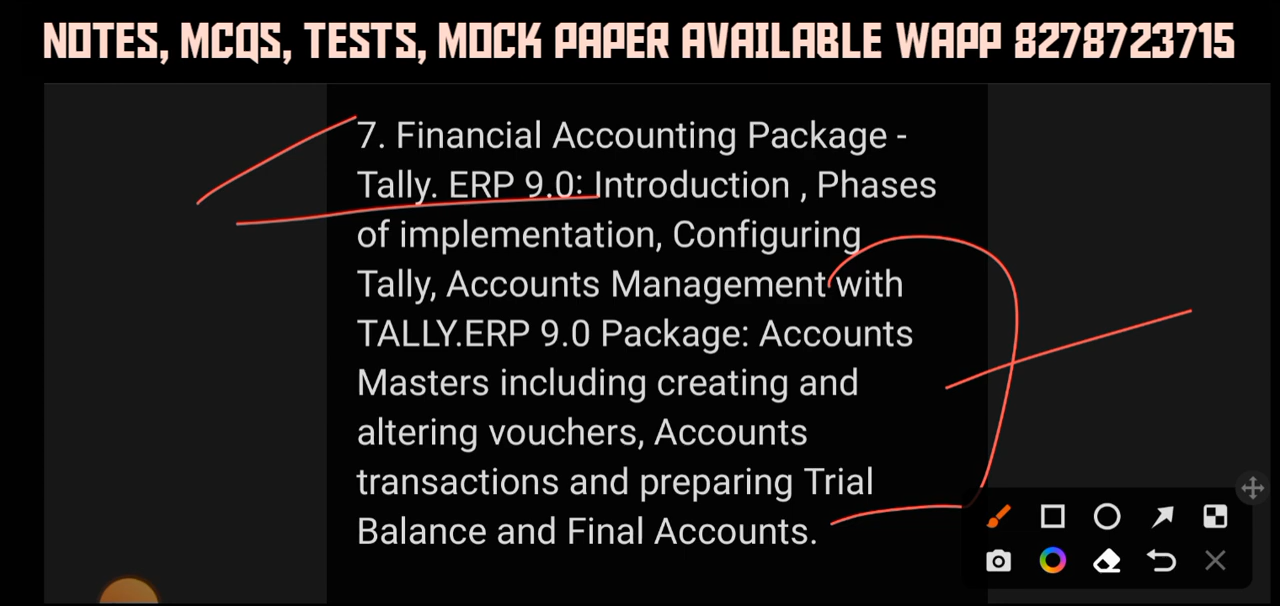 NOTES, MCQS, TESTS, MOCK PAPER AVAILABLE WAPP 8278723715
7. Financial Accounting Package -
Tally. ERP 9.0: Introduction , Phases
of implementation, Configuring
Tally, Accounts Management with
TALLY.ERP 9.0 Package: Accounts
Masters including creating and
altering vouchers, Accounts
transactions and preparing Trial
Balance and Final Accounts.